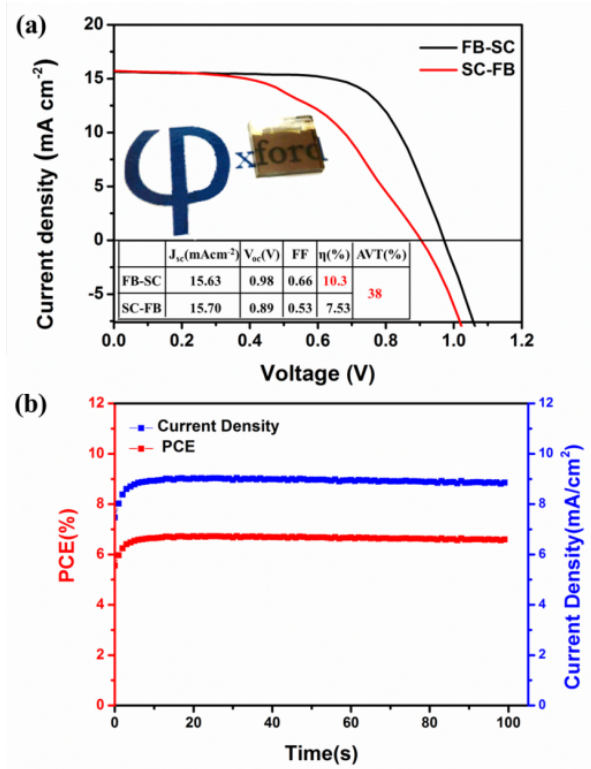 (a)
20
15
10
5
0
-5
Current density (mA cm-2)
FB-SC
SC-FB
φ xford
Jsc(mAcm-2) Voc(V) FF η(%) AVT(%)
FB-SC 15.63 0.98 0.66 10.3 38
SC-FB 15.70 0.89 0.53 7.53
0.0 0.2 0.4 0.6 0.8 1.0 1.2
Voltage (V)
(b)
12 12
10 10
8 8
6 6
4 4
2 2
0 0
PCE(%)
Current Density
PCE
Current Density(mA/cm2)
0 20 40 60 80 100
Time(s)